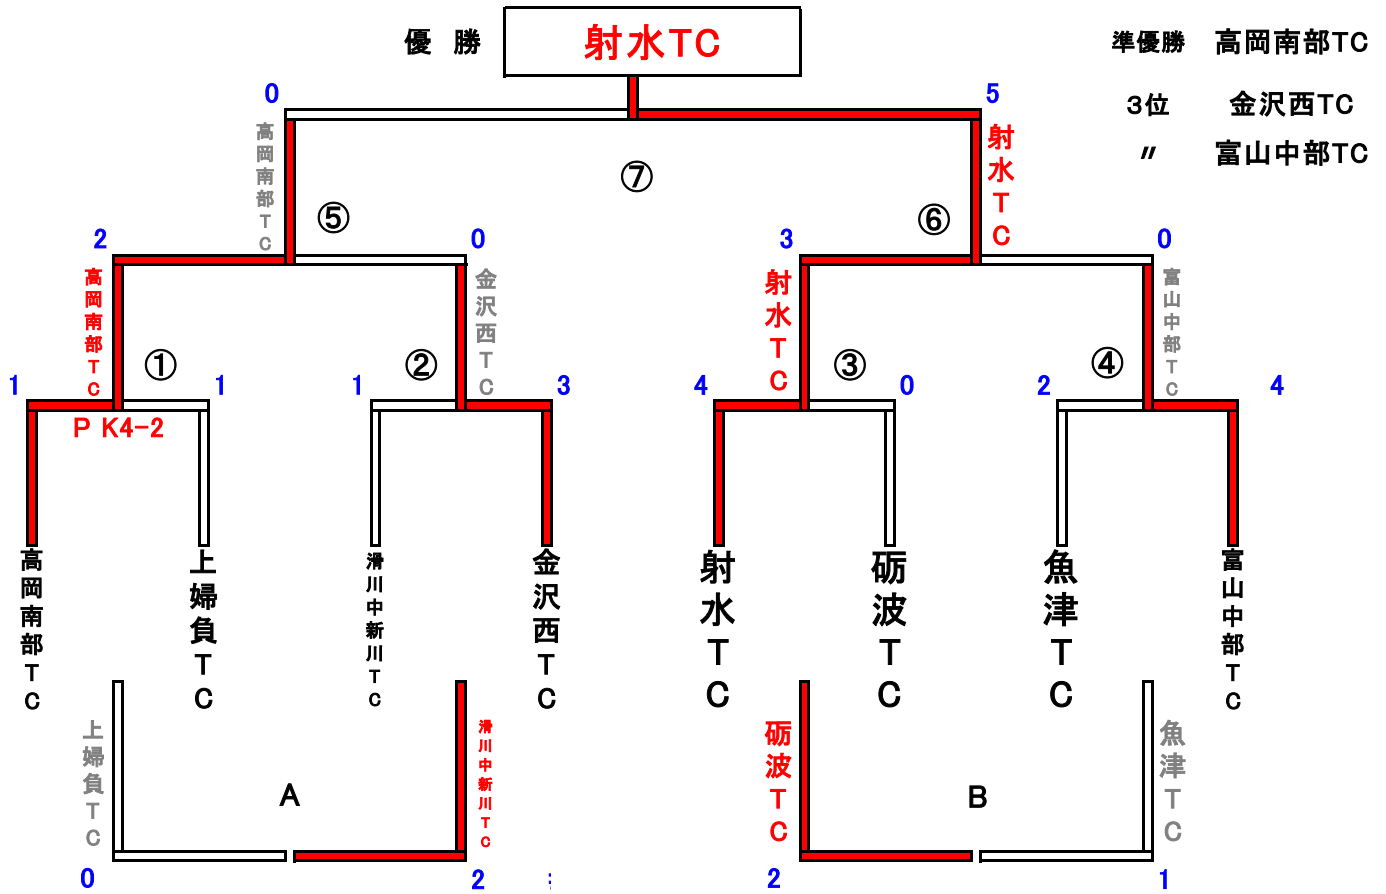 優 勝 射水TC
準優勝 高岡南部TC
3位 金沢西TC
〃 富山中部TC
0
5
高岡南部TC
射水TC
⑦
⑤
⑥
2
0
3
0
高岡南部TC
金沢西TC
射水TC
富山中部TC
①
②
③
④
1
1
1
3
4
0
2
4
P K4-2
高岡南部TC
上婦負TC
滑川中新川TC
金沢西TC
射水TC
砺波TC
魚津TC
富山中部TC
上婦負TC
滑川中新川TC
砺波TC
魚津TC
A
B
0
2
2
1